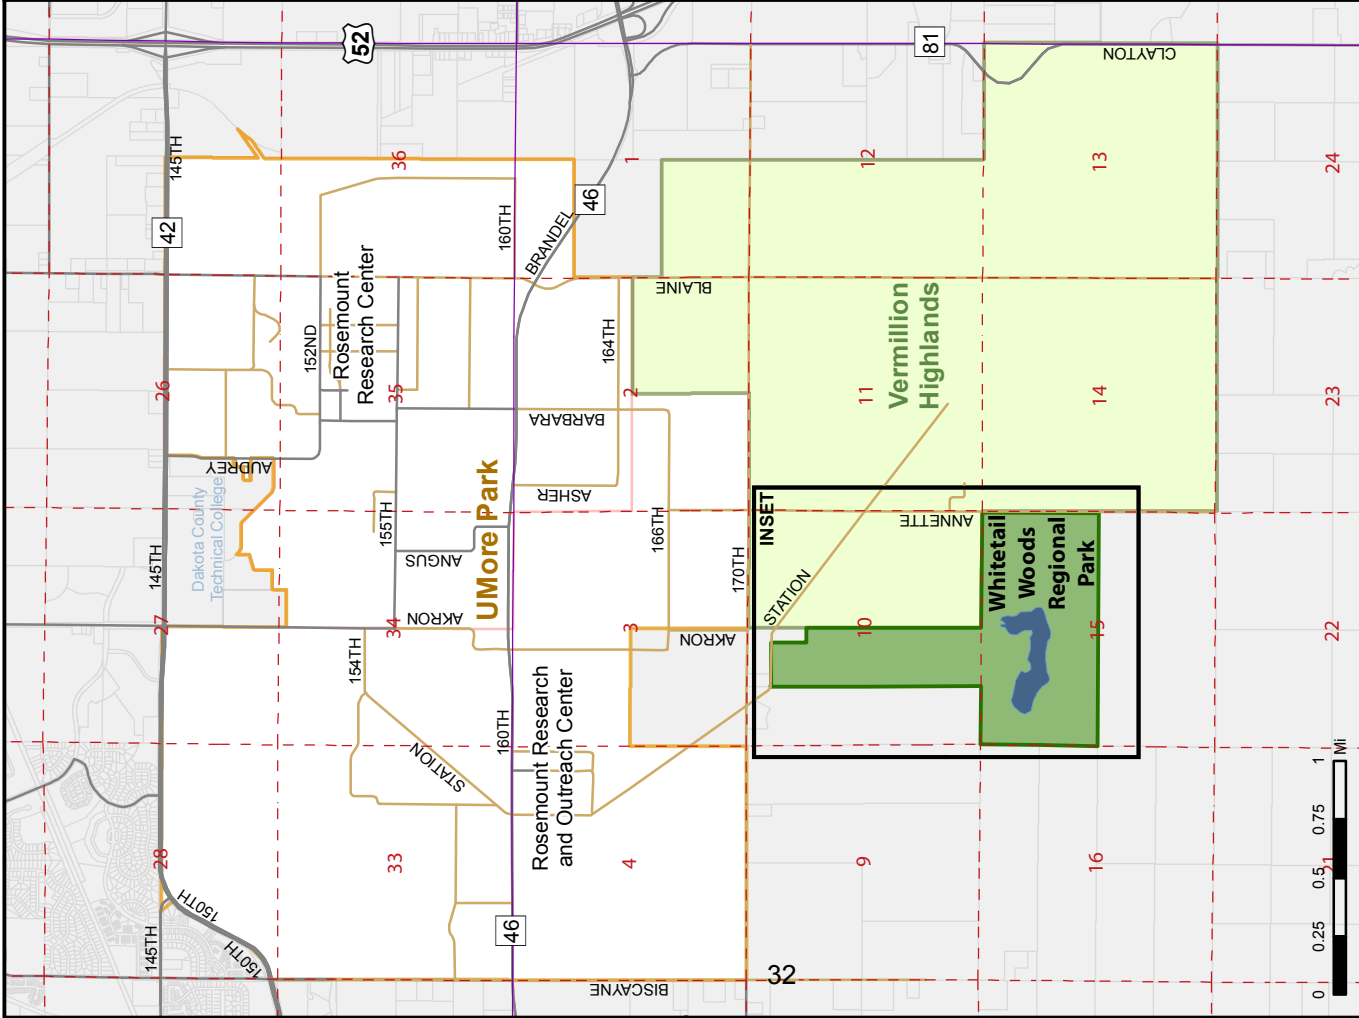 52
81
CLAYTON
145TH
36
1
12
13
24
42
46
160TH
BRANDEL
Rosemount
Research Center
BLAINE
152ND
164TH
Vermillion
Highlands
26
35
2
11
14
23
BARBARA
AUDREY
Dakota County
Technical College
UMore Park
ASHER
155TH
166TH
INSET
ANNETTE
145TH
ANGUS
170TH
Whitetail
Woods
Regional
Park
STATION
27
34
AKRON
3
AKRON
10
15
22
154TH
STATION
160TH
Rosemount Research
and Outreach Center
28
33
4
9
16
21
150TH
145TH
150TH
46
BISCAYNE
32
0
0.25
0.5
0.75
1
Mi